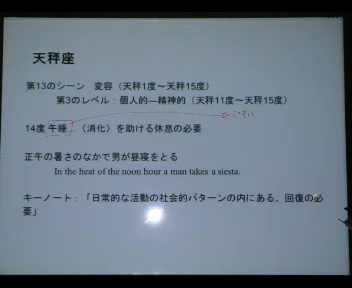 天秤座
第13のシーン　変容（天秤1度～天秤15度）
第3のレベル：個人的―精神的（天秤11度～天秤15度）
14度 午睡…〈消化〉を助ける休息の必要
正午の暑さのなかで男が昼寝をとる
In the heat of the noon hour a man takes a siesta.
キーノート：「日常的な活動の社会的パターンの内にある、回復の必
要」